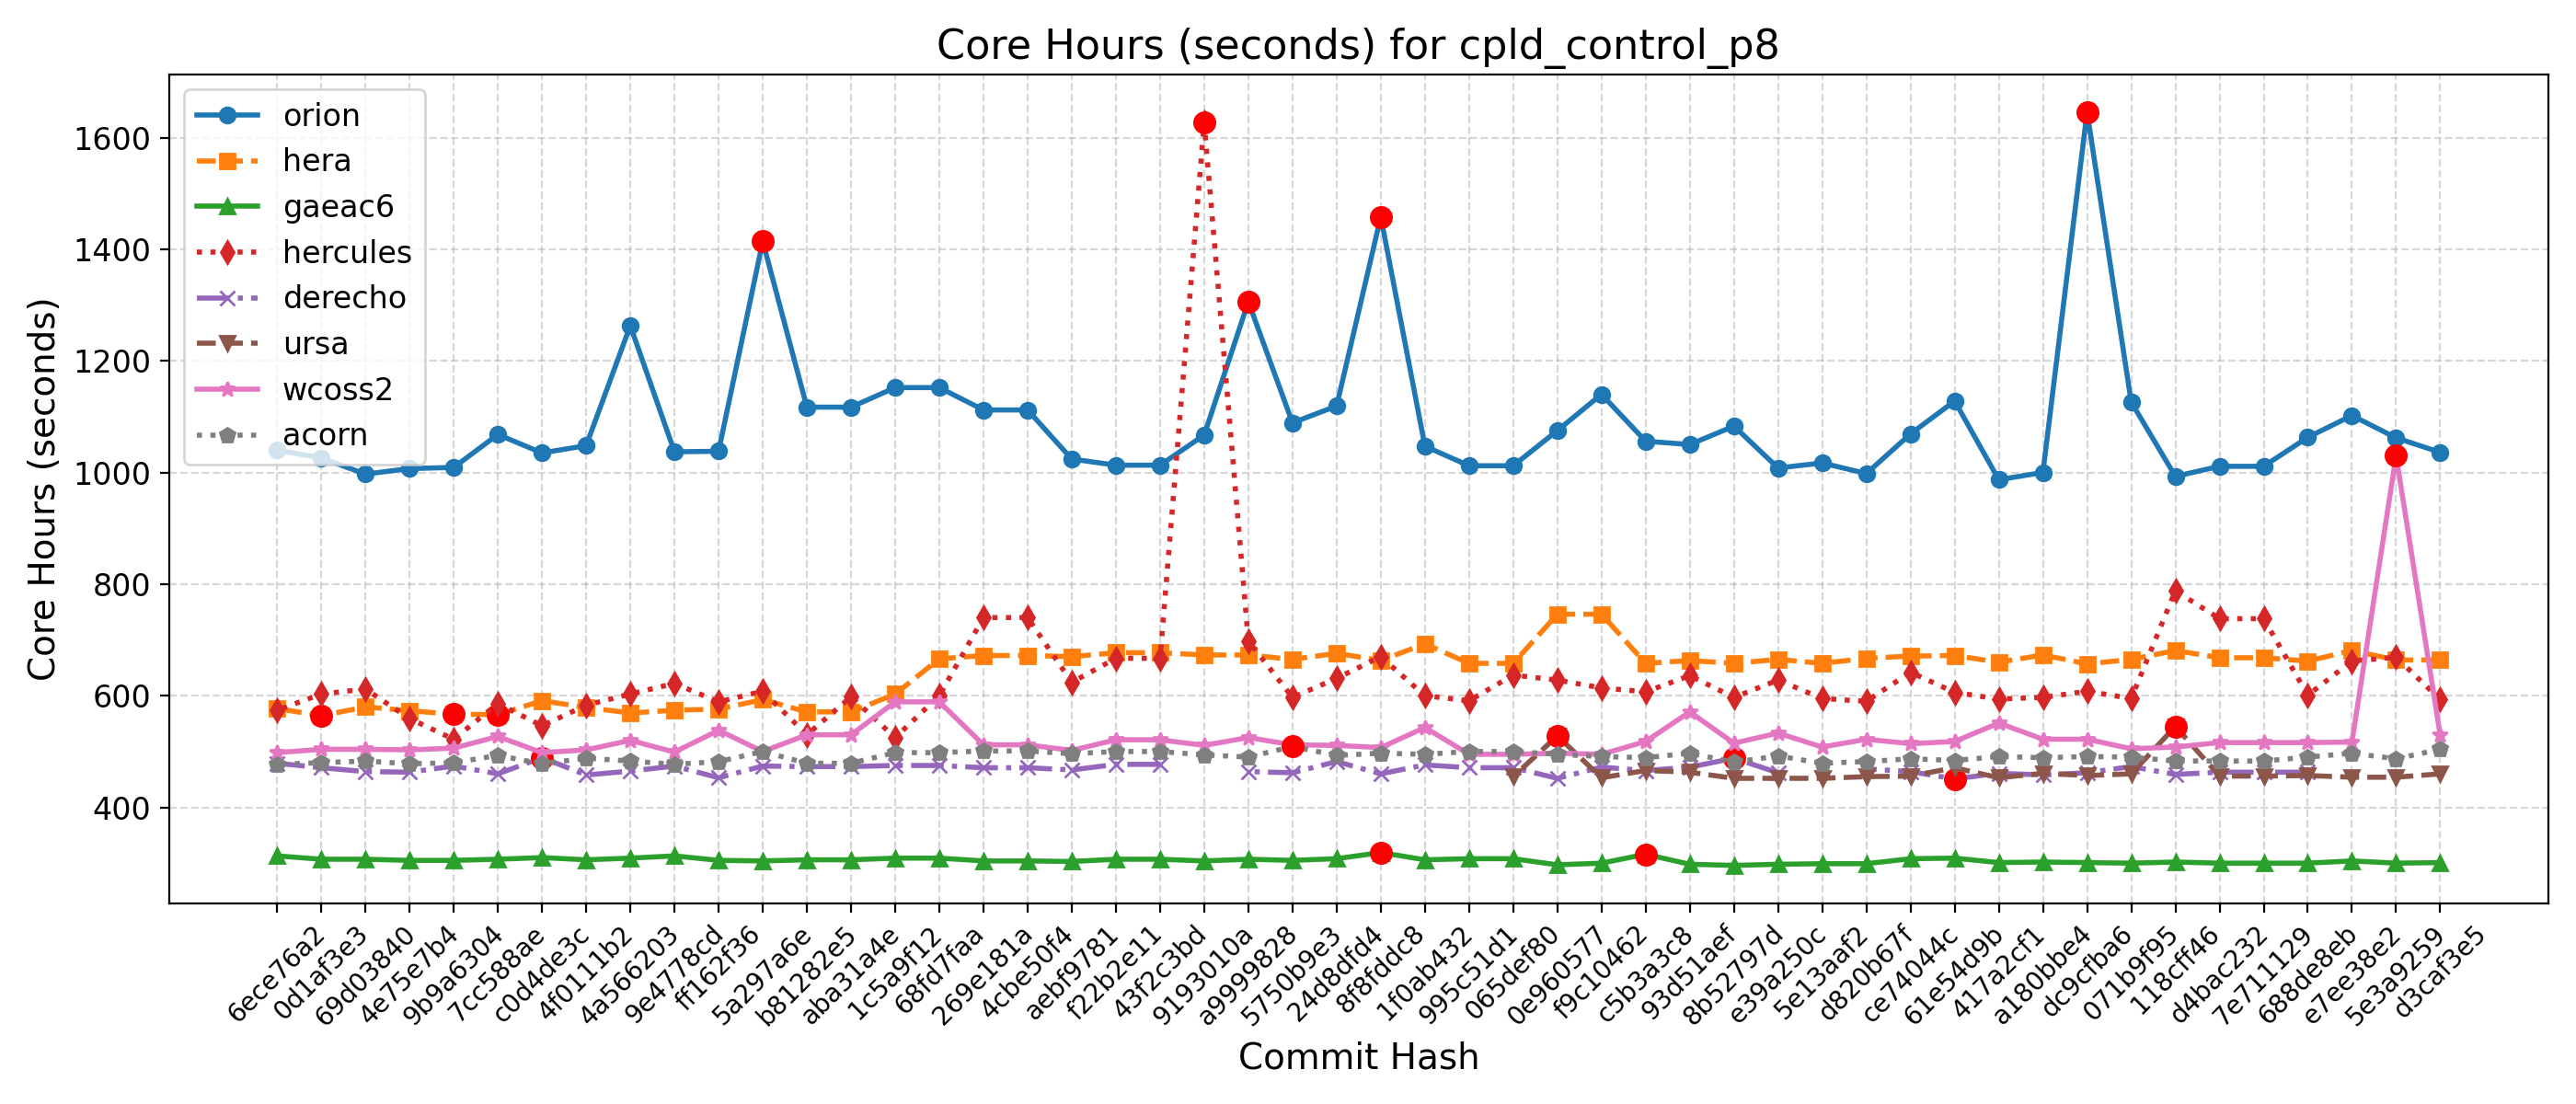 Core Hours (seconds) for cpld_control_p8
Core Hours (seconds)
1600
1400
1200
1000
800
600
400
orion
hera
gaeac6
hercules
derecho
ursa
wcoss2
acorn
6ece76a2
0d1af3e3
69d03840
4e75e7b4
9b9a6304
7cc588ae
c0d4de3c
4f0111b2
4a566203
9e4778cd
ff162f36
5a297a6e
b81282e5
aba31a4e
1c5a9f12
68fd7faa
269e181a
4cbe50f4
aebf9781
f22b2e11
43f2c3bd
9193010a
a9999828
5750b9e3
24d8dfd4
8f8fddc8
1f0ab432
995c51d1
065def80
0e960577
f9c10462
c5b3a3c8
93d51aef
8b52797d
e39a250c
5e13aaf2
d820b67f
ce74044c
61e54d9b
417a2cf1
a180bbe4
dc9cfba6
071b9f95
118cff46
d4bac232
7e711129
688de8eb
e7ee38e2
5e3a9259
d3caf3e5
Commit Hash